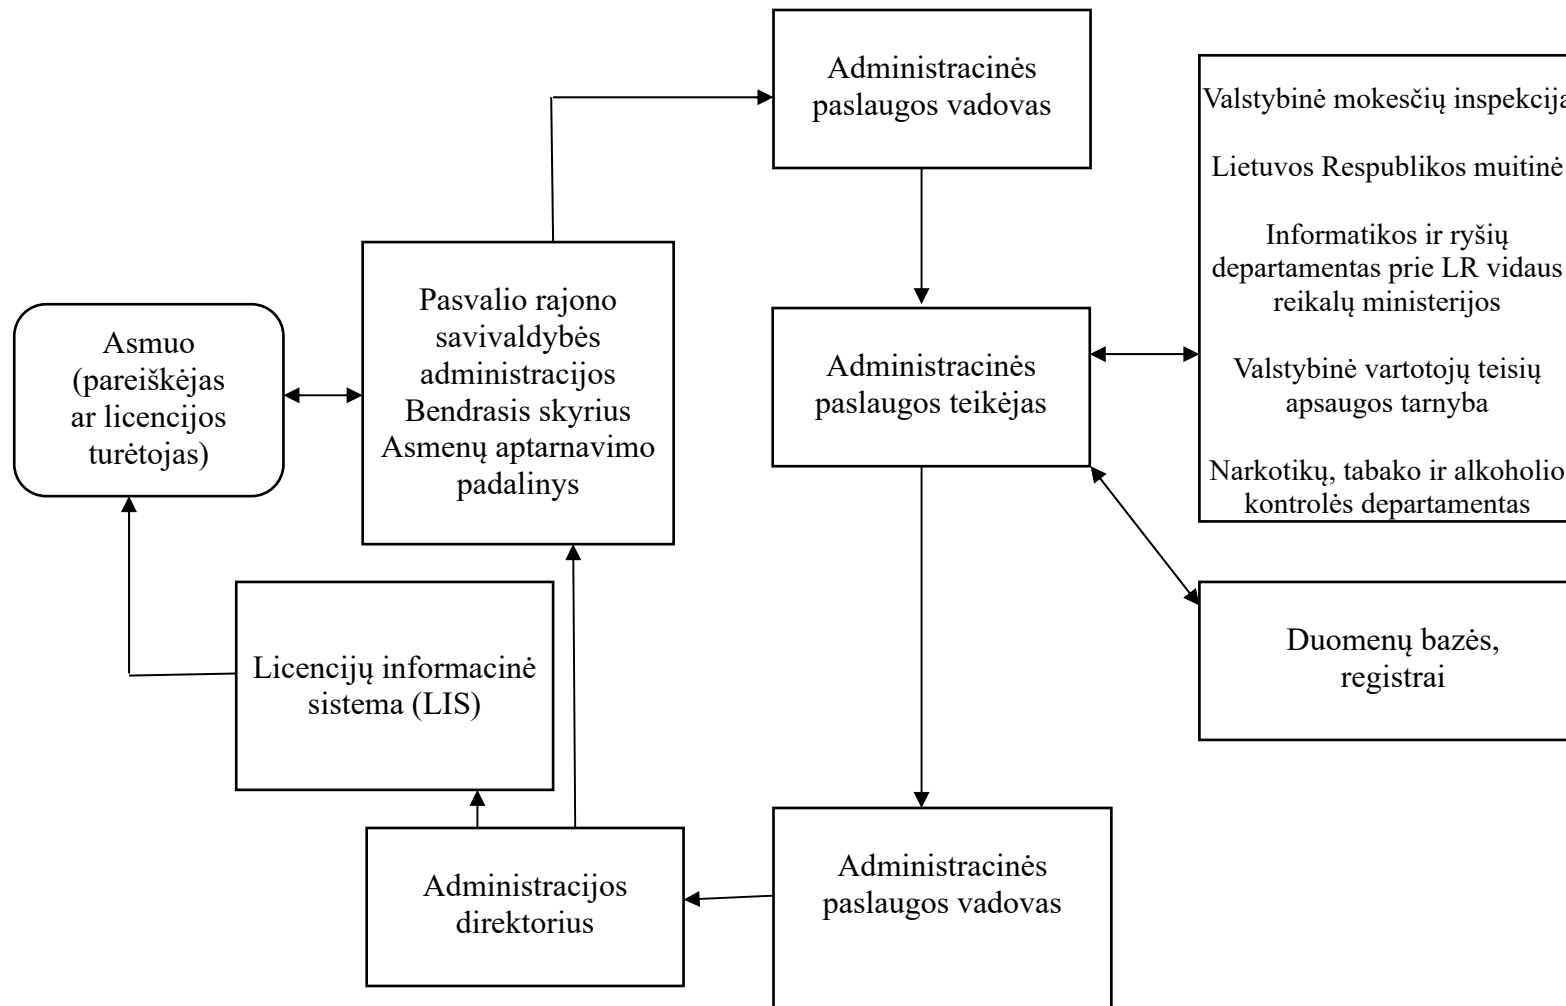 Administracinės
paslaugos vadovas
Valstybinė mokesčių inspekcija
Lietuvos Respublikos muitinė
Informatikos ir ryšių
departamentas prie LR vidaus
reikalų ministerijos
Valstybinė vartotojų teisių
apsaugos tarnyba
Narkotikų, tabako ir alkoholio
kontrolės departamentas
Pasvalio rajono
savivaldybės
administracijos
Bendrasis skyrius
Asmenų aptarnavimo
padalinys
Asmuo
(pareiškėjas
ar licencijos
turėtojas)
Administracinės
paslaugos teikėjas
Licencijų informacinė
sistema (LIS)
Duomenų bazės,
registrai
Administracijos
direktorius
Administracinės
paslaugos vadovas